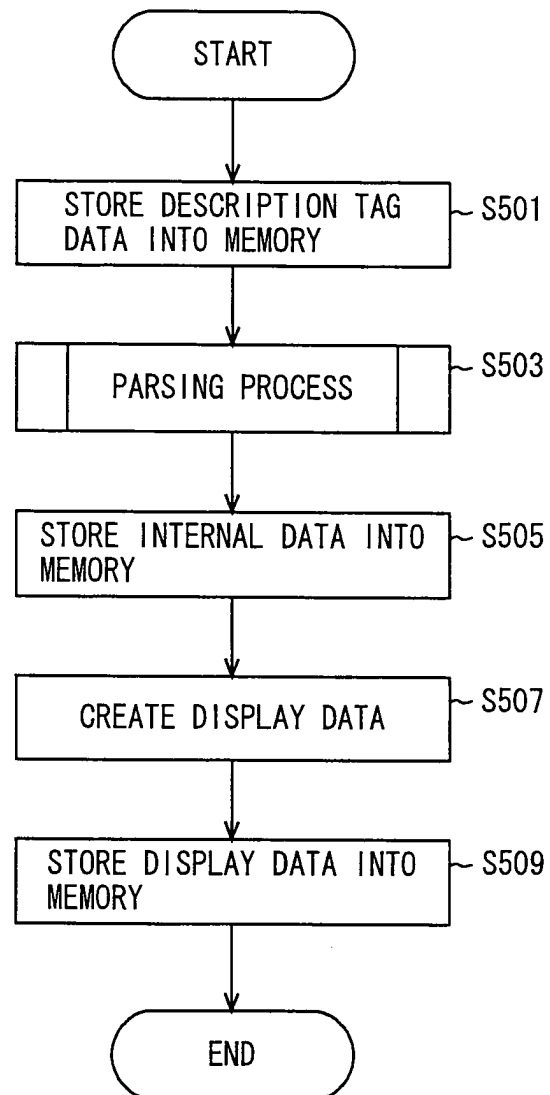 START
STORE DESCRIPTION TAG
DATA INTO MEMORY
S501
PARSING PROCESS
S503
STORE INTERNAL DATA INTO
MEMORY
S505
CREATE DISPLAY DATA
S507
STORE DISPLAY DATA INTO
MEMORY
S509
END